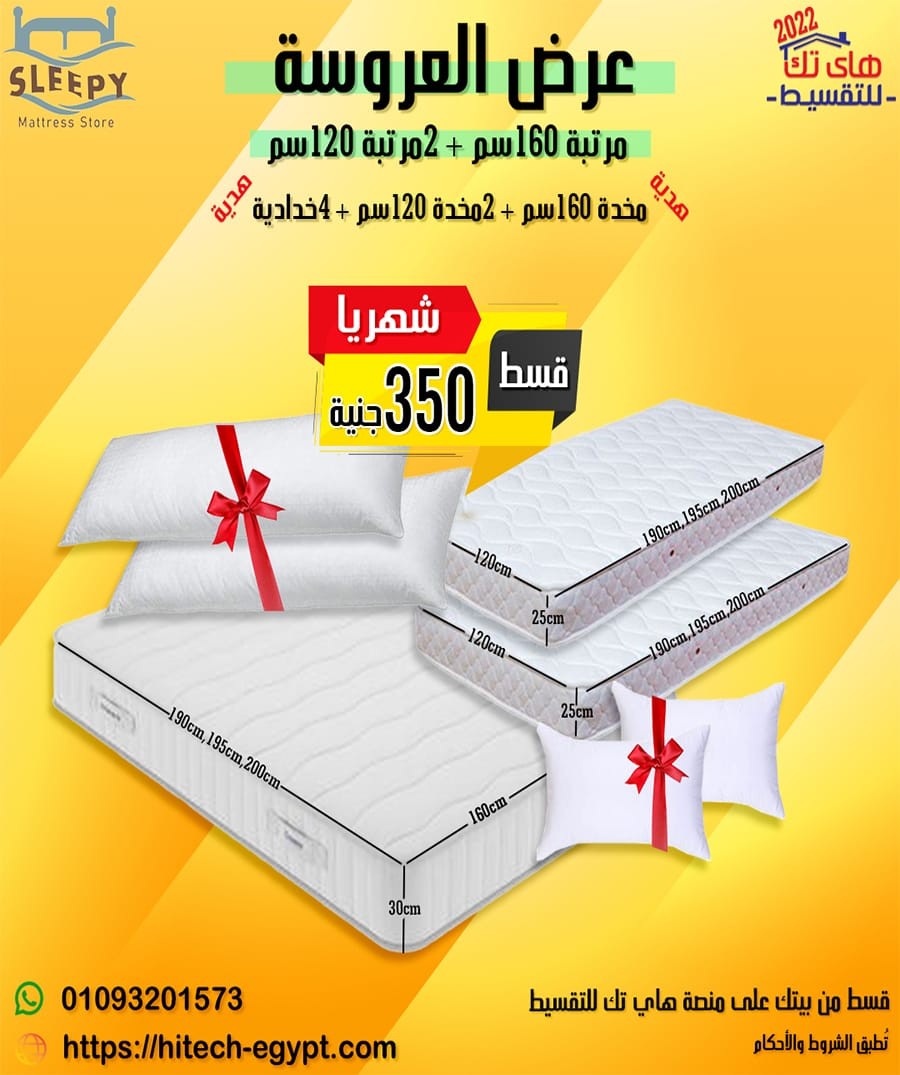 SLEEPY
Mattress Store
2022
هاى تك
-للتقسيط-
عرض العروسة
مرتبة 160سم + 2مرتبة 120سم
هدية
مخدة 160سم + 2مخدة 120سم + 4خدادية
هدية
شهريا
قسط
350جنية
190cm,195cm,200cm
120cm
25cm
190cm,195cm,200cm
120cm
25cm
190cm,195cm,200cm
160cm
30cm
01093201573
قسط من بيتك على منصة هاي تك للتقسيط
https://hitech-egypt.com
تُطبق الشروط والأحكام